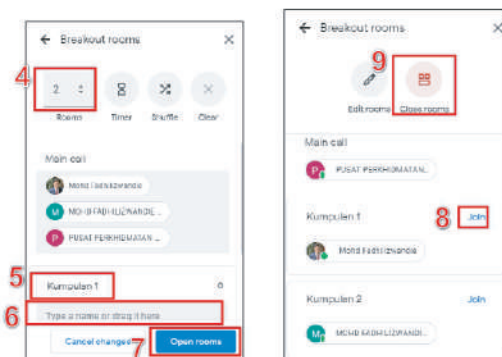 Breakout rooms
4
2
Rooms Timer Shuffle Clear
Main call
Mohd Fadhlizwandie
M MOHD FADHLIZWANDIE ...
P PUSAT PERKHIDMATAN ...
5
Kumpulan 1 0
6
Type a name or drag it here
Cancel changes 7 Open rooms
Breakout rooms
9
Edit rooms Close rooms
Main call
P PUSAT PERKHIDMATAN...
Kumpulan 1 8 Join
Mohd Fadhlizwandie
Kumpulan 2 Join
M MOHD FADHLIZWANDI...